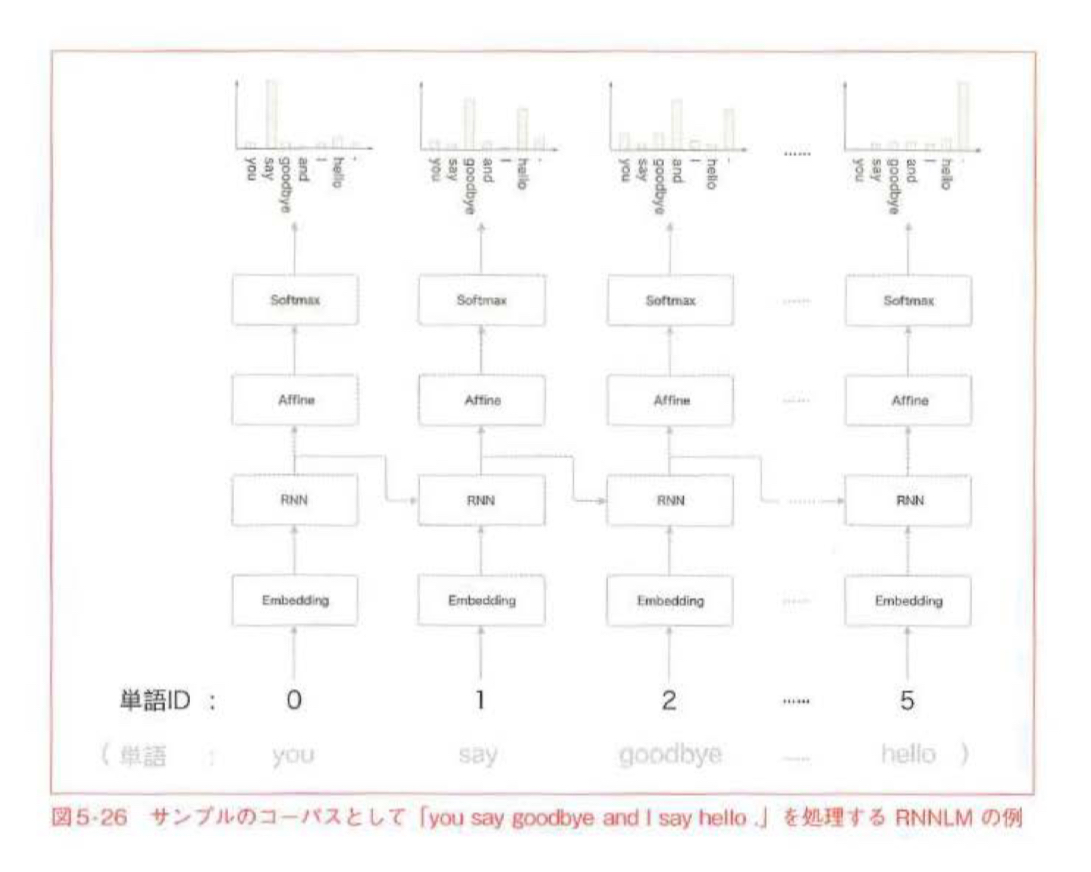 you say goodbye and I hello .
you say goodbye and I hello .
you say goodbye and I hello .
……
you say goodbye and I hello .
Softmax Softmax Softmax …… Softmax
Affine Affine Affine …… Affine
RNN RNN RNN …… RNN
Embedding Embedding Embedding …… Embedding
単語ID : 0 1 2 …… 5
( 単語 : you say goodbye …… hello )
図5-26 サンプルのコーパスとして「you say goodbye and I say hello .」を処理する RNNLM の例